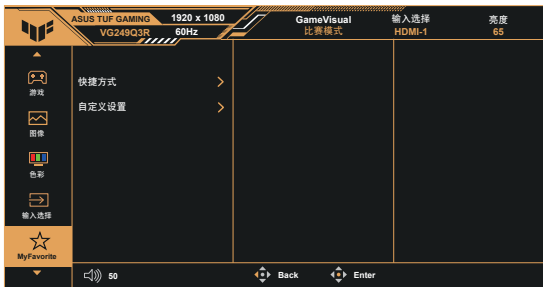 ASUS TUF GAMING
VG249Q3R
1920 x 1080
60Hz
GameVisual
比赛模式
输入选择
HDMI-1
亮度
65
游戏
图像
色彩
输入选择
MyFavorite
快捷方式
自定义设置
50
Back
Enter